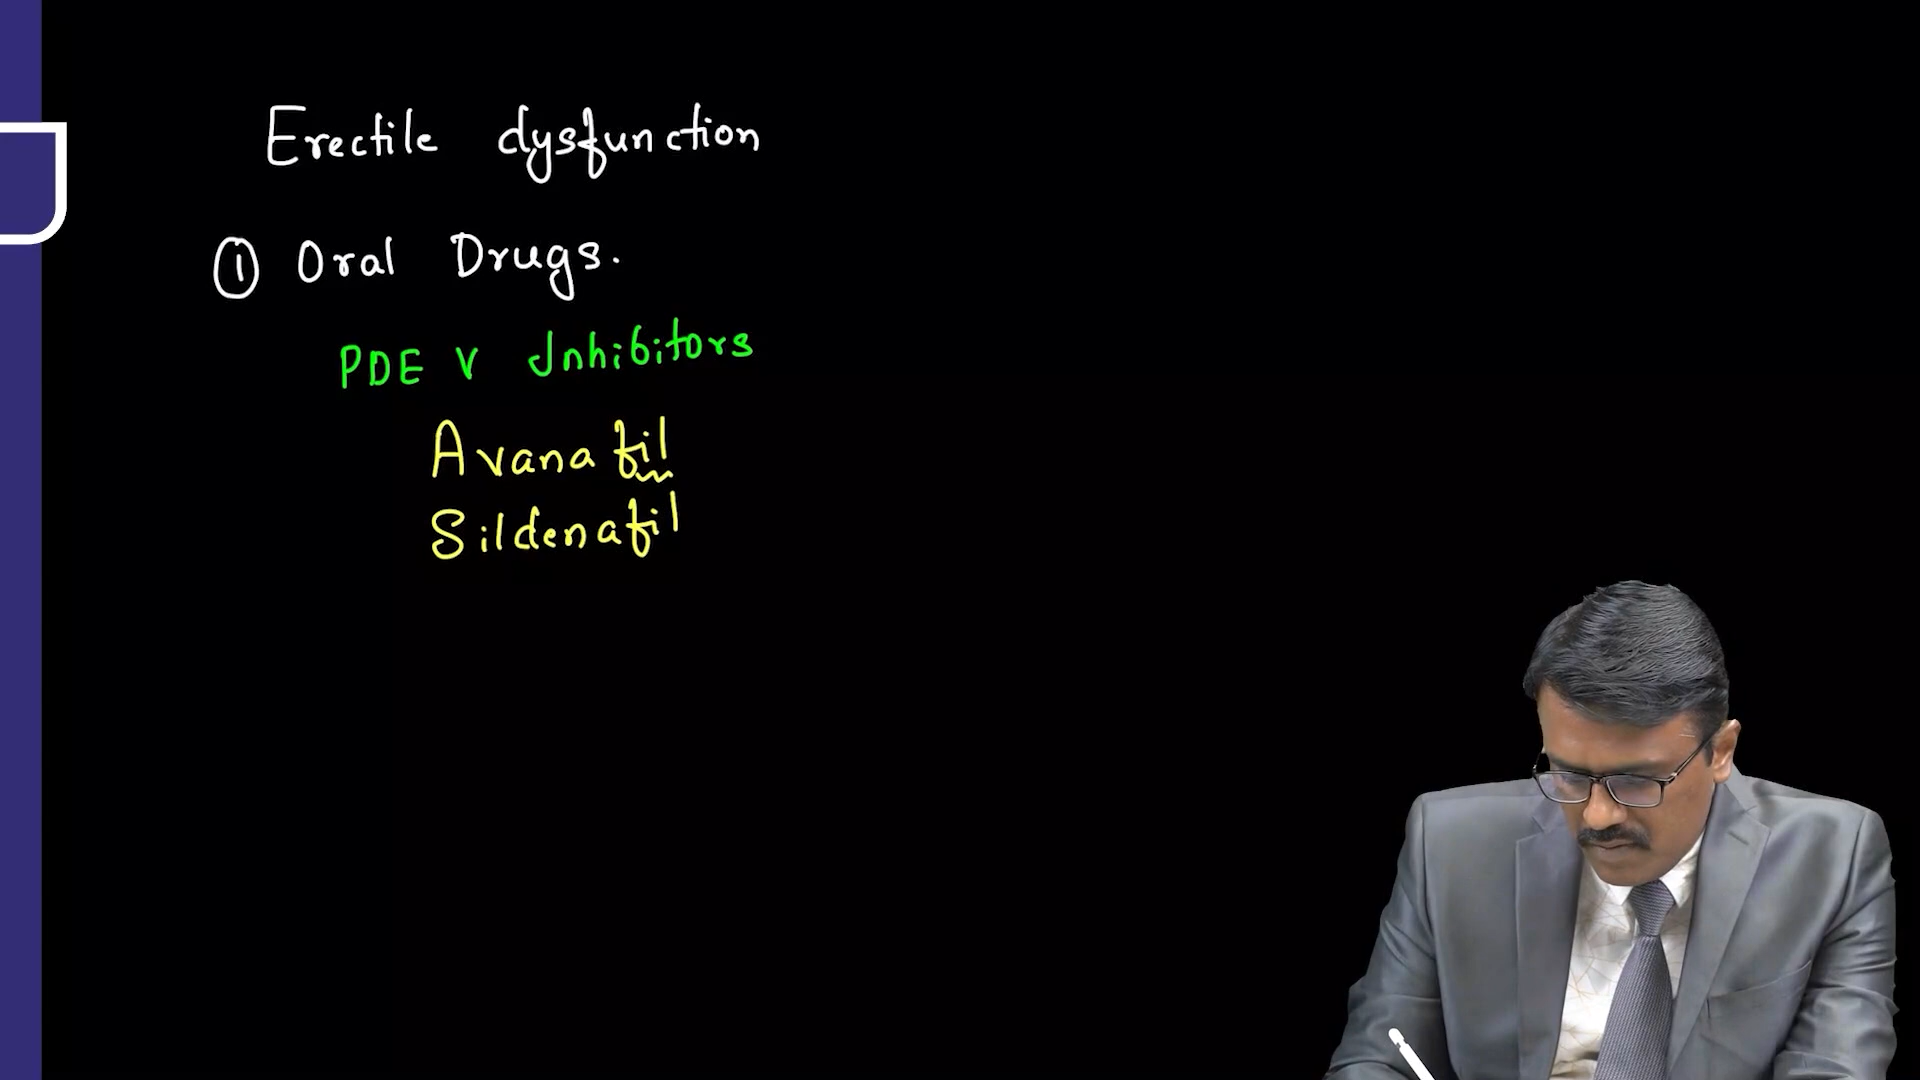 Erectile dysfunction
① Oral Drugs.
PDE V Inhibitors
Avanafil
Sildenafil